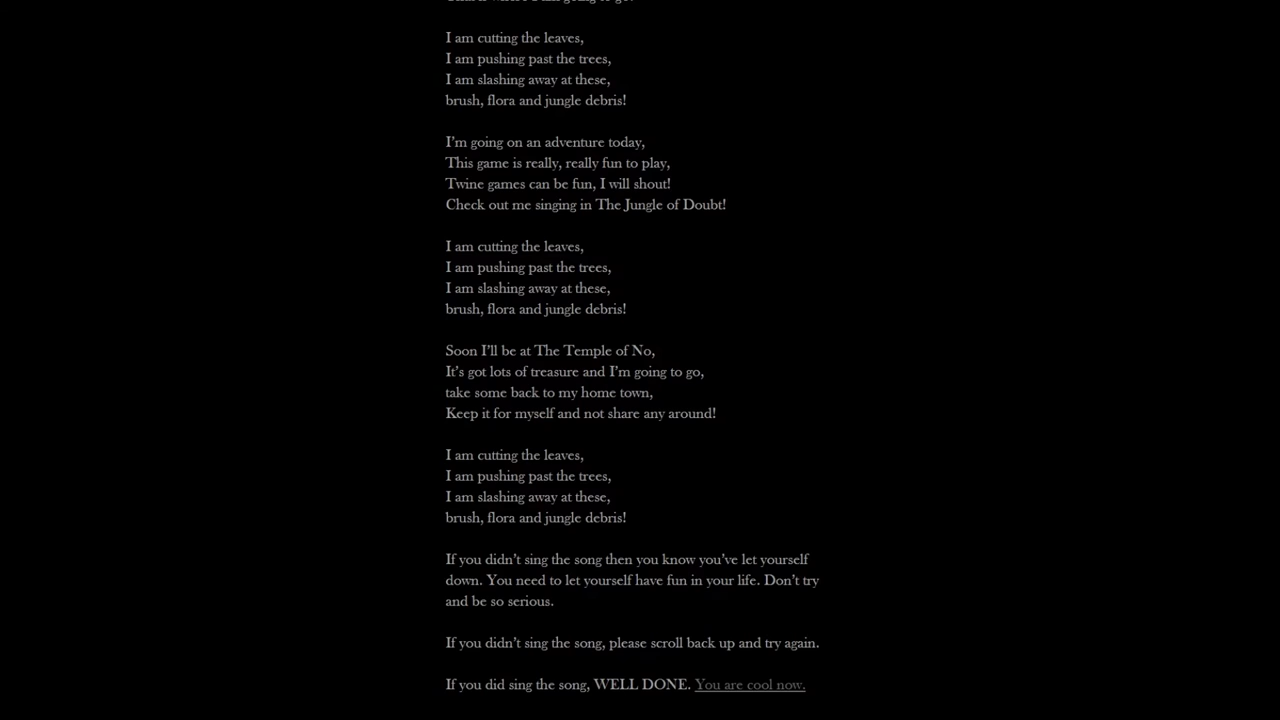 I am cutting the leaves,
I am pushing past the trees,
I am slashing away at these,
brush, flora and jungle debris!
I'm going on an adventure today,
This game is really, really fun to play,
Twine games can be fun, I will shout!
Check out me singing in The Jungle of Doubt!
I am cutting the leaves,
I am pushing past the trees,
I am slashing away at these,
brush, flora and jungle debris!
Soon I'll be at The Temple of No,
It's got lots of treasure and I'm going to go,
take some back to my home town,
Keep it for myself and not share any around!
I am cutting the leaves,
I am pushing past the trees,
I am slashing away at these,
brush, flora and jungle debris!
If you didn't sing the song then you know you've let yourself
down. You need to let yourself have fun in your life. Don't try
and be so serious.
If you didn't sing the song, please scroll back up and try again.
If you did sing the song, WELL DONE. You are cool now.